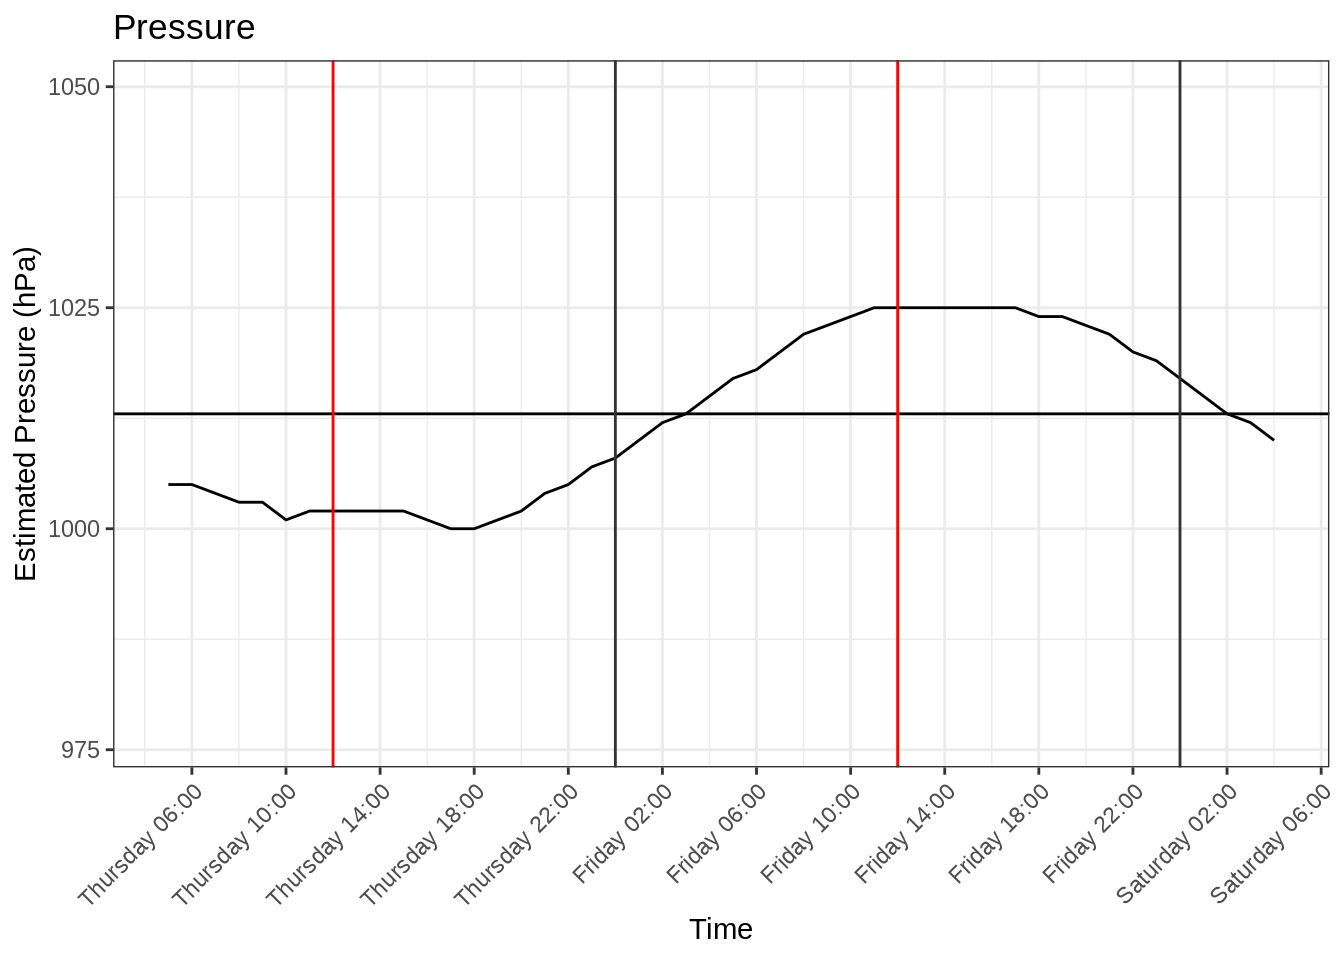 Pressure
Estimated Pressure (hPa)
1050
1025
1000
975
Thursday 06:00
Thursday 10:00
Thursday 14:00
Thursday 18:00
Thursday 22:00
Friday 02:00
Friday 06:00
Friday 10:00
Friday 14:00
Friday 18:00
Friday 22:00
Saturday 02:00
Saturday 06:00
Time